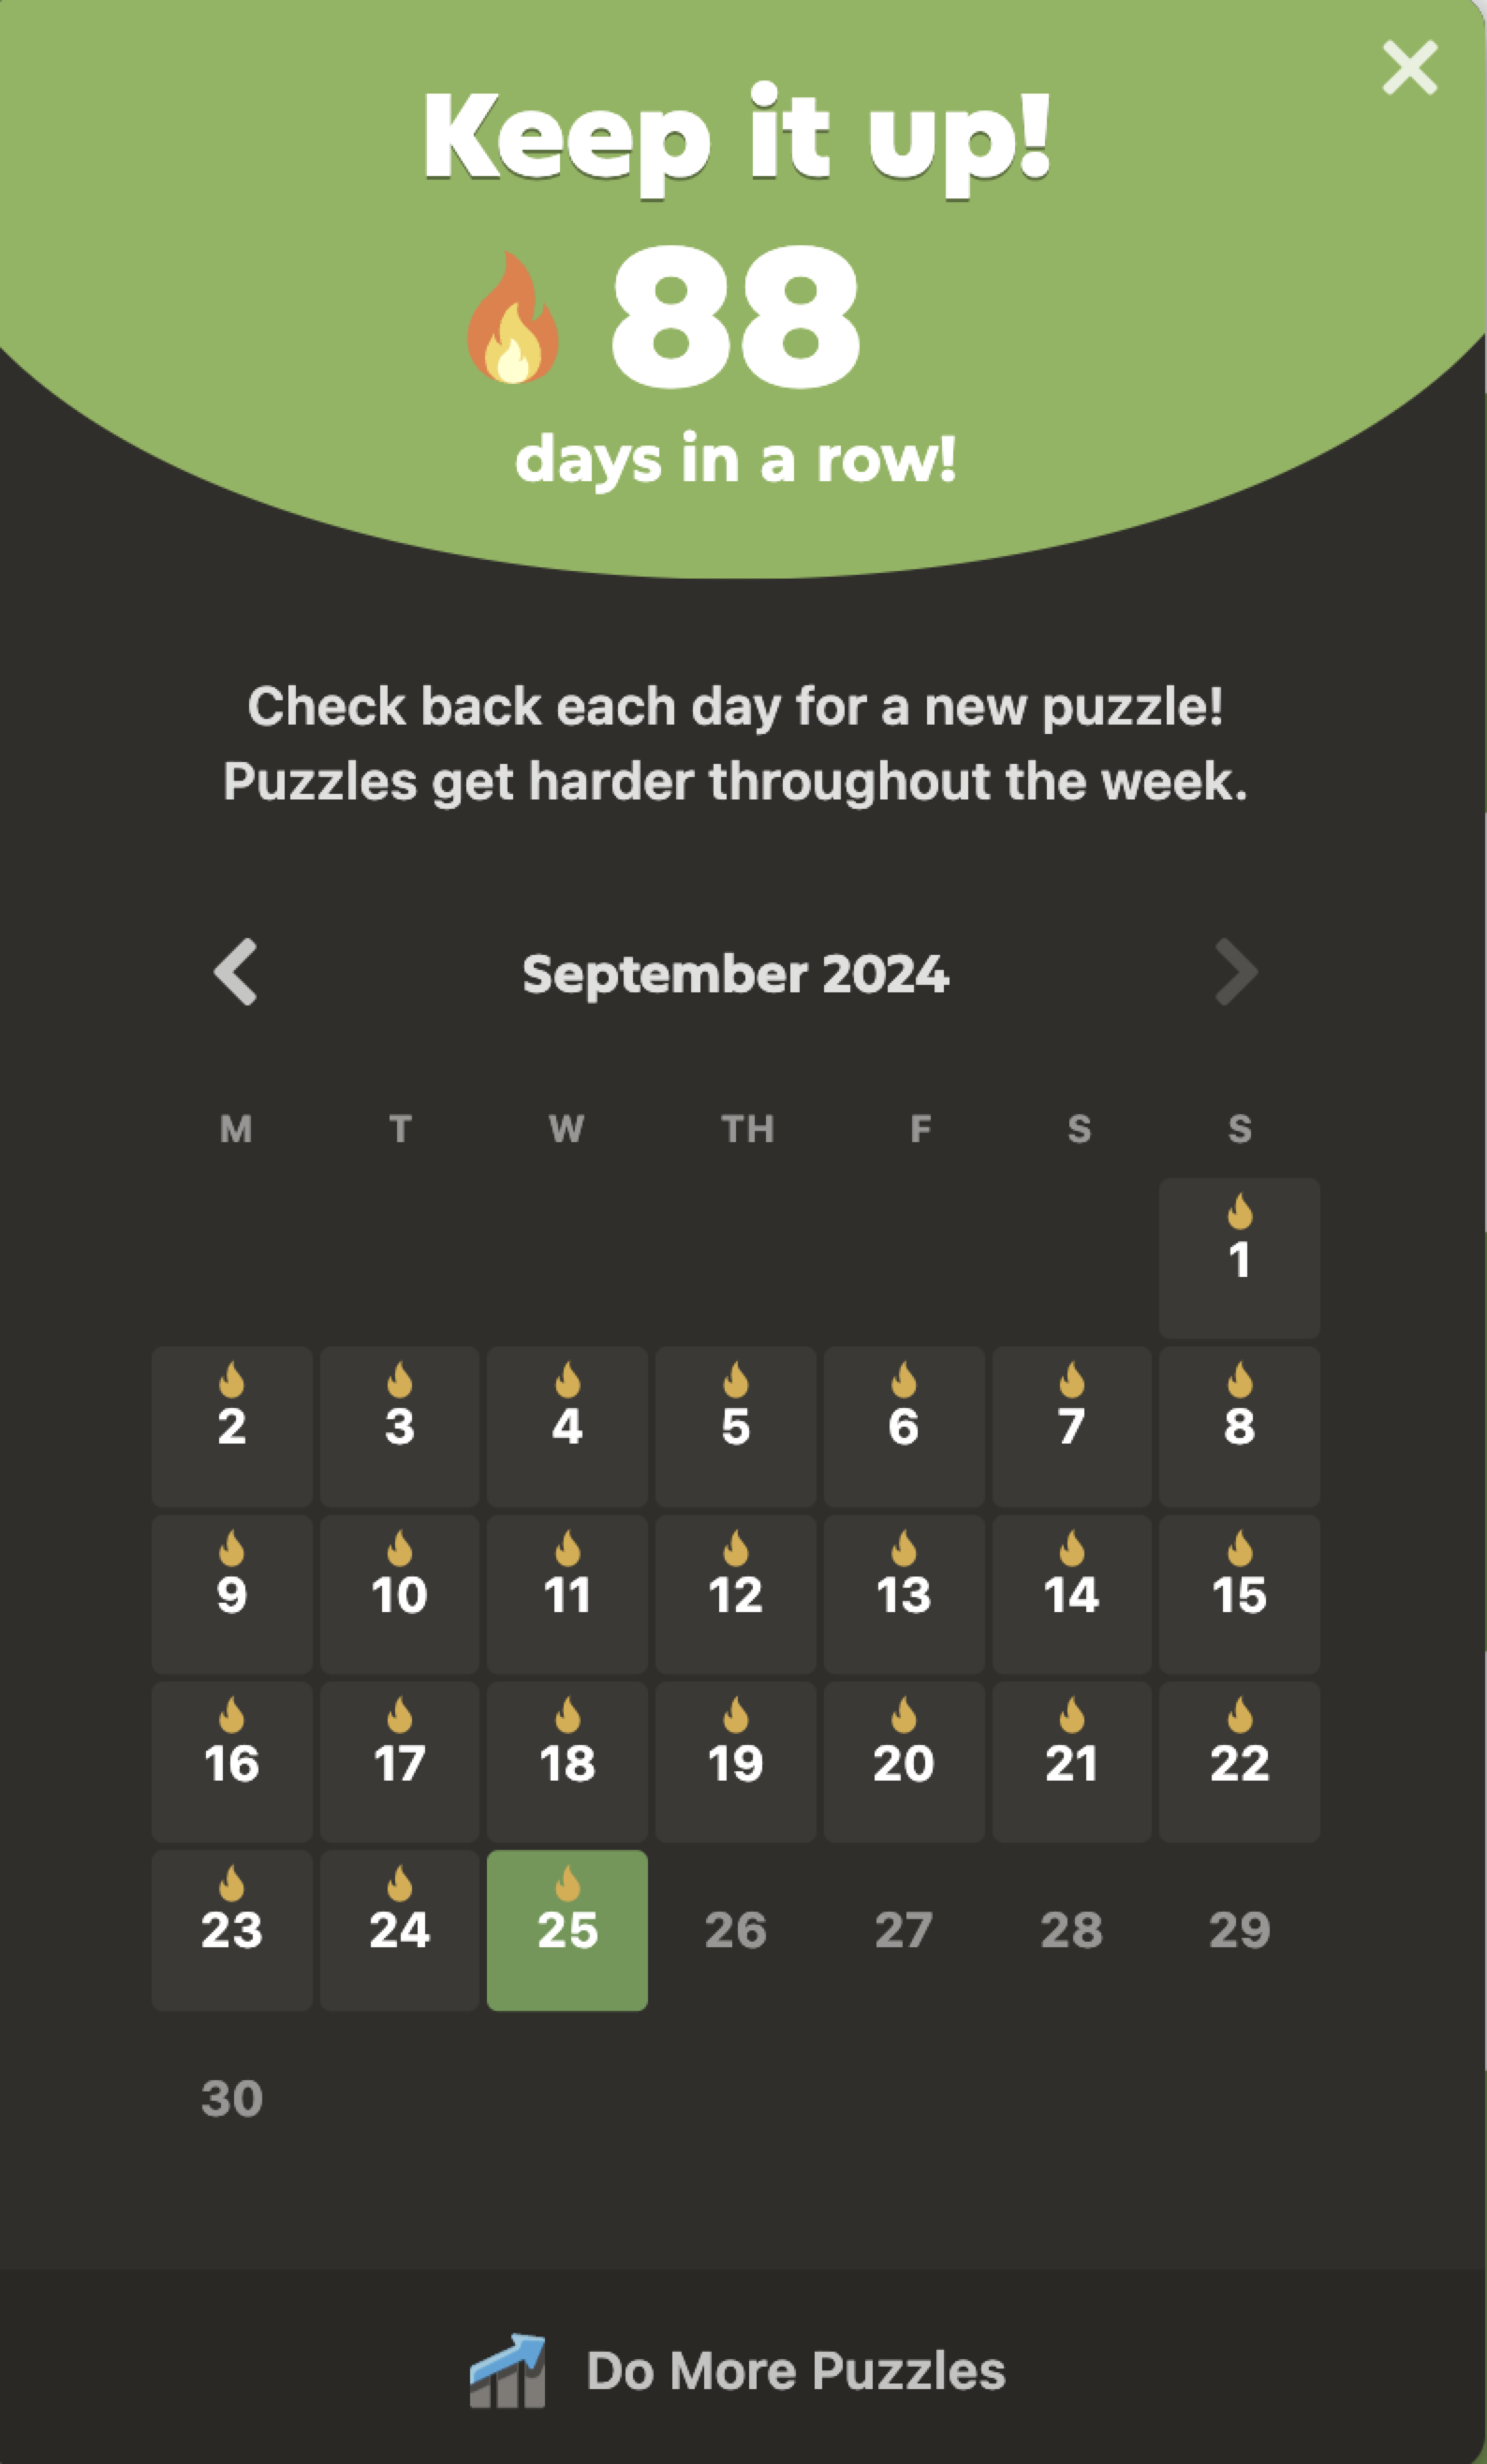 Keep it up!
88
days in a row!
Check back each day for a new puzzle!
Puzzles get harder throughout the week.
September 2024
M T W TH F S S
1
2 3 4 5 6 7 8
9 10 11 12 13 14 15
16 17 18 19 20 21 22
23 24 25 26 27 28 29
30
Do More Puzzles